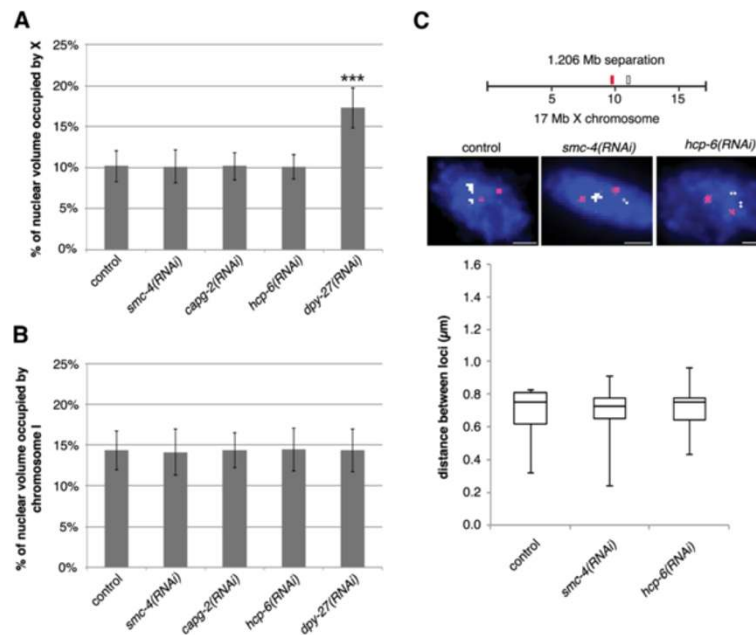 A
% of nuclear volume occupied by X
25%
20%
15%
10%
5%
0%
***
control
smc-4(RNAi)
capg-2(RNAi)
hcp-6(RNAi)
dpy-27(RNAi)
B
% of nuclear volume occupied by
chromosome I
25%
20%
15%
10%
5%
0%
control
smc-4(RNAi)
capg-2(RNAi)
hcp-6(RNAi)
dpy-27(RNAi)
C
1.206 Mb separation
5 10 15
17 Mb X chromosome
control smc-4(RNAi) hcp-6(RNAi)
distance between loci (µm)
1.6
1.4
1.2
1.0
0.8
0.6
0.4
0.2
0.0
control
smc-4(RNAi)
hcp-6(RNAi)